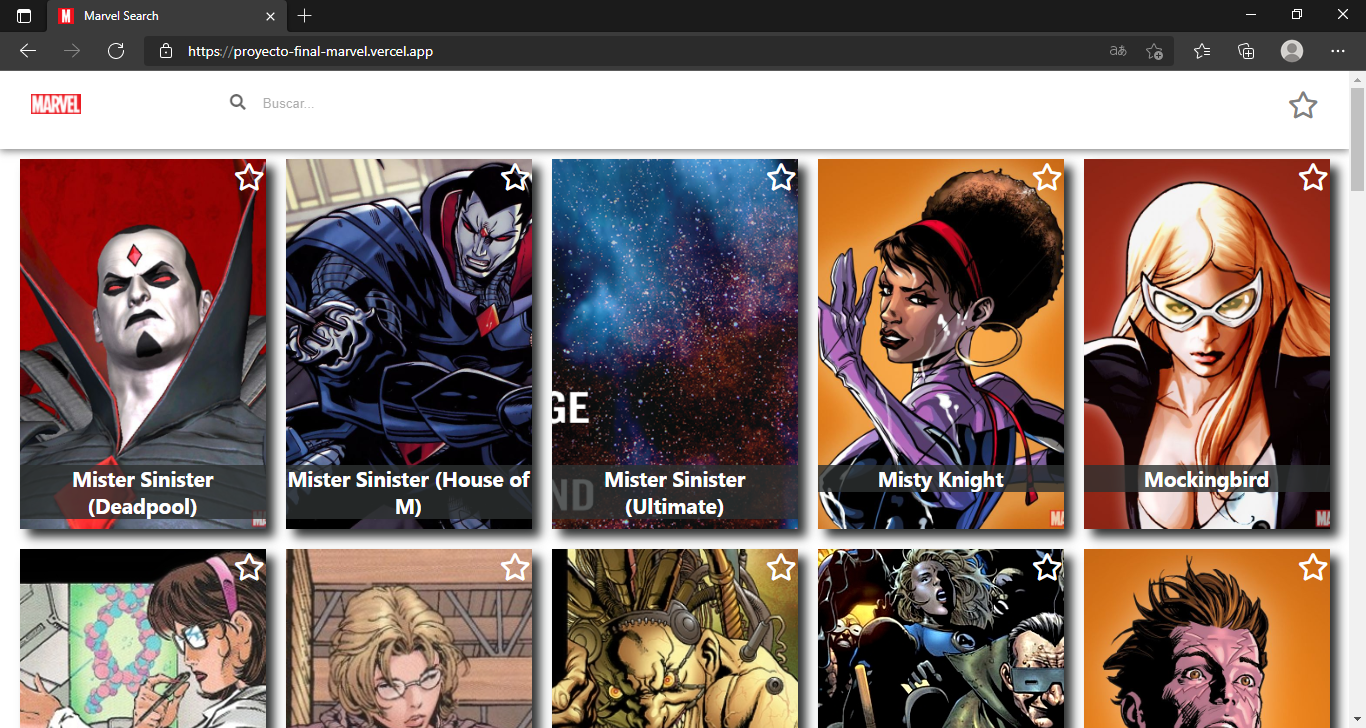 Marvel Search
https://proyecto-final-marvel.vercel.app
MARVEL
Buscar...
GE
ND
Mister Sinister
(Deadpool)
Mister Sinister (House of
M)
Mister Sinister
(Ultimate)
Misty Knight
Mockingbird